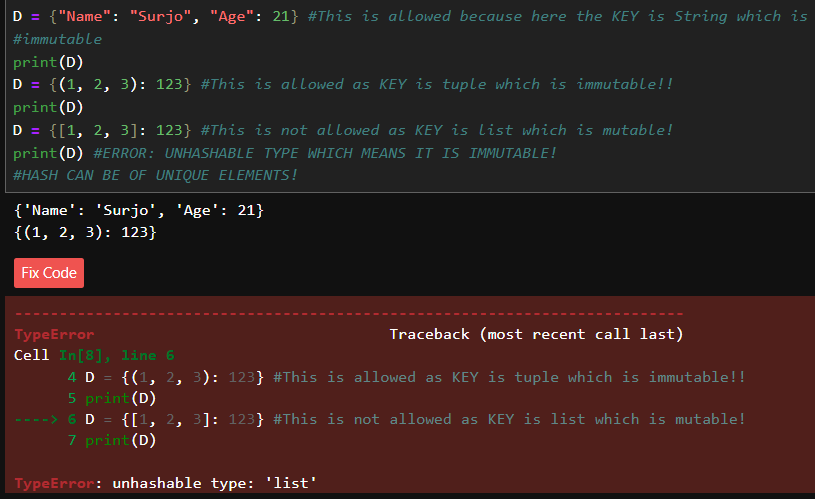 D = {"Name": "Surjo", "Age": 21} #This is allowed because here the KEY is String which is
#immutable
print(D)
D = {(1, 2, 3): 123} #This is allowed as KEY is tuple which is immutable!!
print(D)
D = {[1, 2, 3]: 123} #This is not allowed as KEY is list which is mutable!
print(D) #ERROR: UNHASHABLE TYPE WHICH MEANS IT IS IMMUTABLE!
#HASH CAN BE OF UNIQUE ELEMENTS!
{'Name': 'Surjo', 'Age': 21}
{(1, 2, 3): 123}
Fix Code
---------------------------------------------------------------------------
TypeError                                 Traceback (most recent call last)
Cell In[8], line 6
      4 D = {(1, 2, 3): 123} #This is allowed as KEY is tuple which is immutable!!
      5 print(D)
----> 6 D = {[1, 2, 3]: 123} #This is not allowed as KEY is list which is mutable!
      7 print(D)
TypeError: unhashable type: 'list'